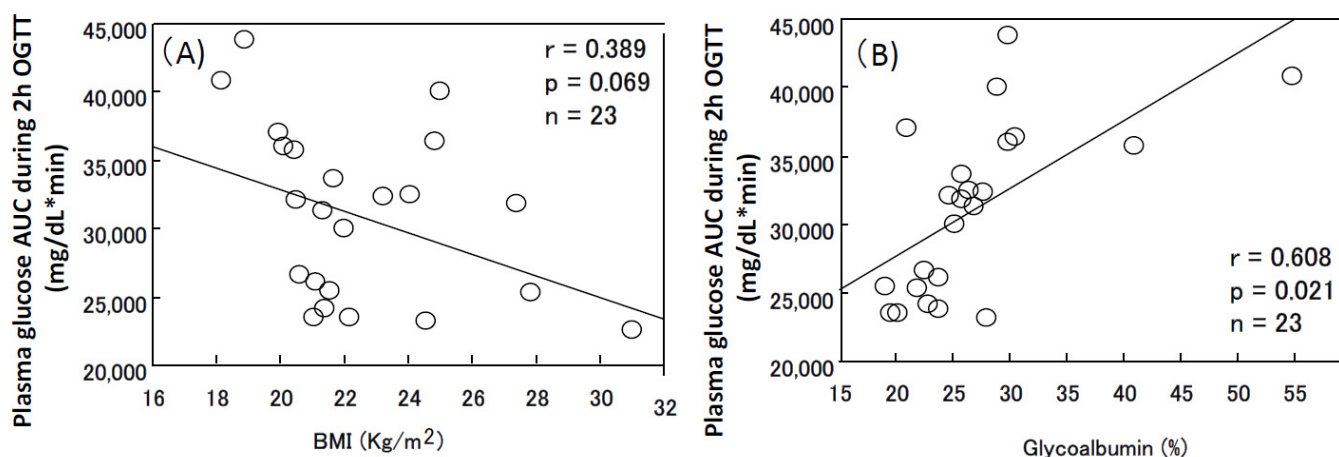 Plasma glucose AUC during 2h OGTT
(mg/dL*min)
45,000
40,000
35,000
30,000
25,000
20,000
(A)
r = 0.389
p = 0.069
n = 23
16 18 20 22 24 26 28 30 32
BMI (Kg/m²)
Plasma glucose AUC during 2h OGTT
(mg/dL*min)
45,000
40,000
35,000
30,000
25,000
20,000
(B)
r = 0.608
p = 0.021
n = 23
15 20 25 30 35 40 45 50 55
Glycoalbumin (%)